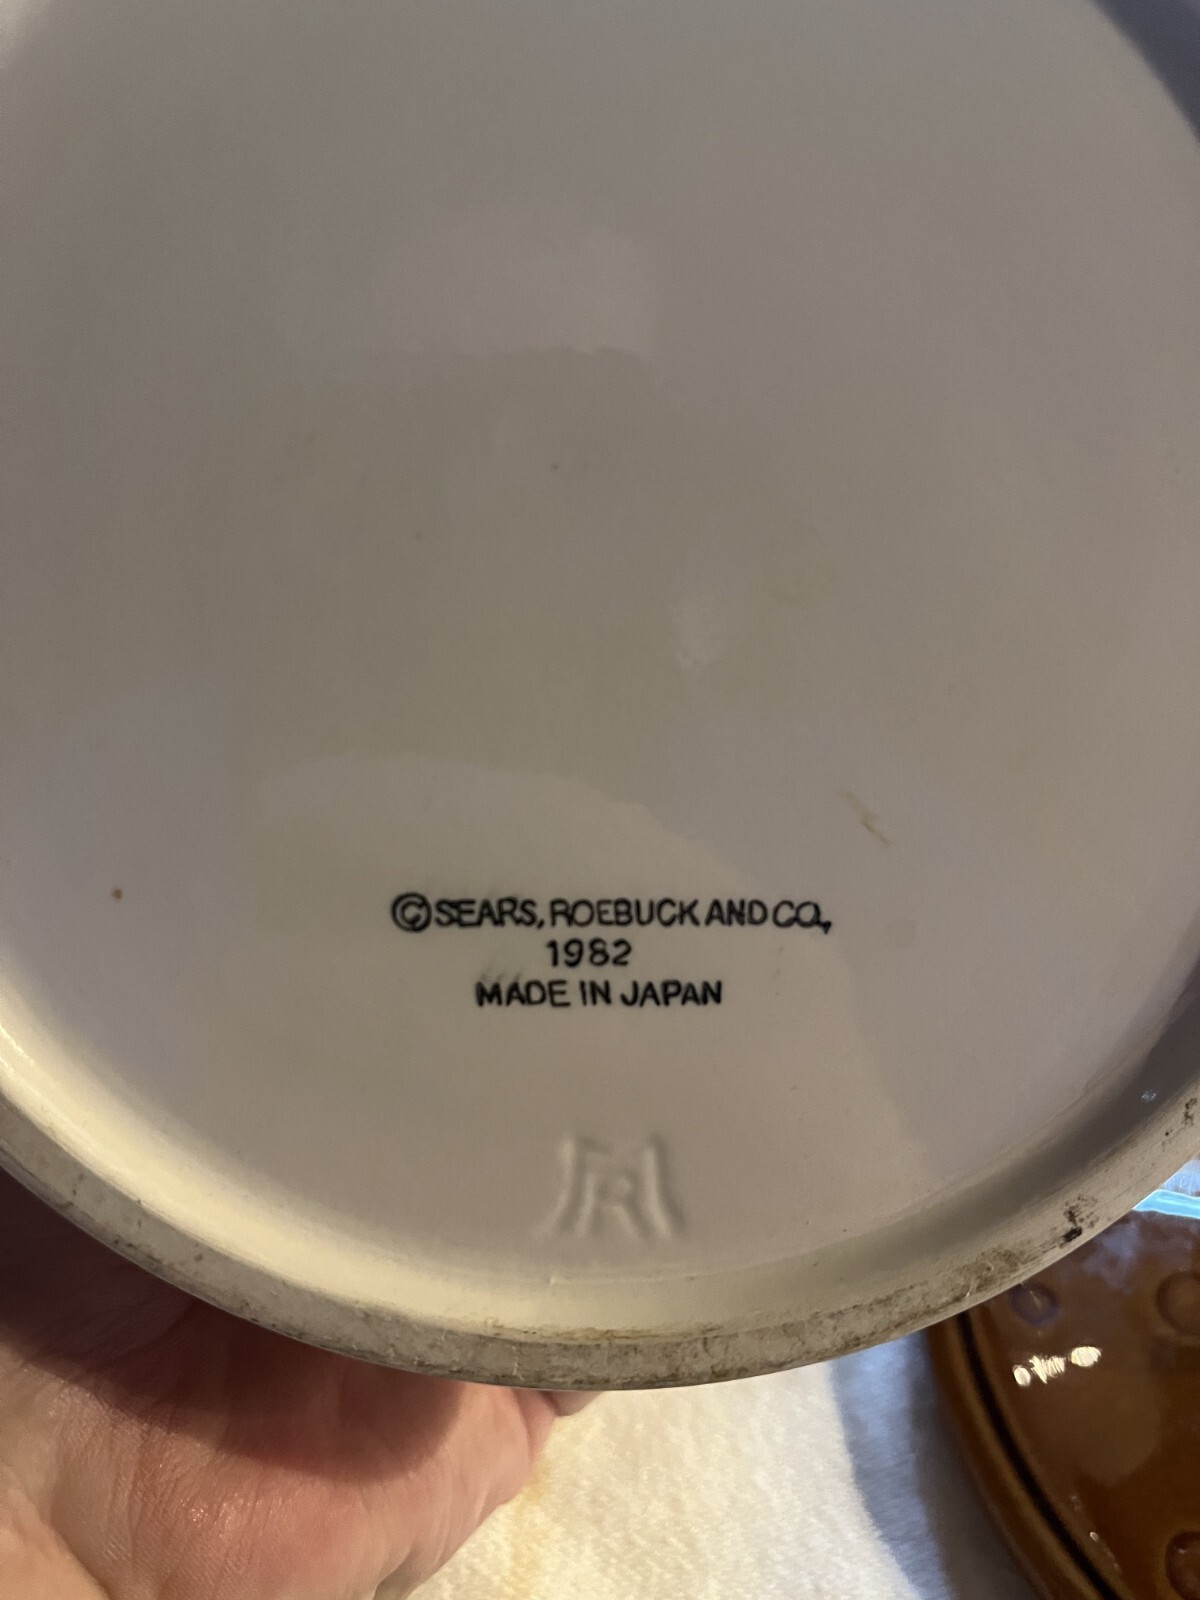 ©SEARS, ROEBUCK AND CO.,
1982
MADE IN JAPAN